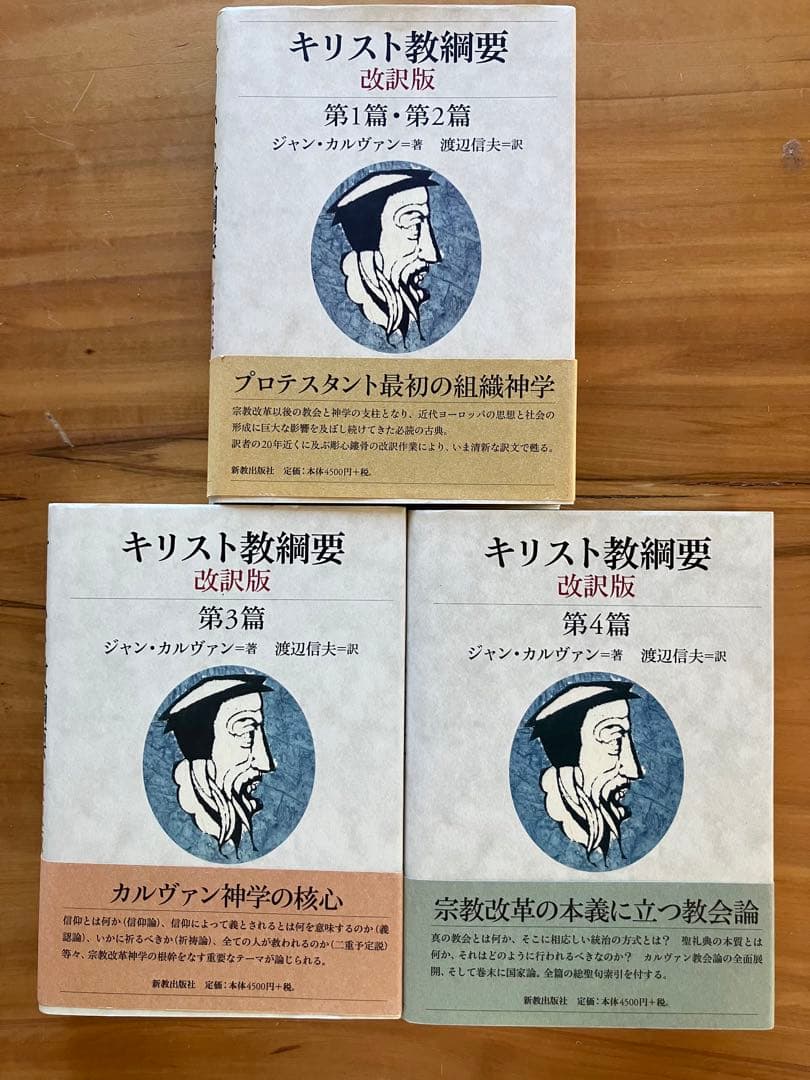 キリスト教綱要
改訳版
第1篇・第2篇
ジャン・カルヴァン＝著　渡辺信夫＝訳
プロテスタント最初の組織神学
宗教改革以後の教会と神学の支柱となり、近代ヨーロッパの思想と社会の
形成に巨大な影響を及ぼし続けてきた必読の古典。
訳者の20年近くに及ぶ彫心鏤骨の改訳作業により、いま清新な訳文で甦る。
新教出版社　定価：本体4500円＋税。
キリスト教綱要
改訳版
第3篇
ジャン・カルヴァン＝著　渡辺信夫＝訳
カルヴァン神学の核心
信仰とは何か（信仰論）、信仰によって義とされるとは何を意味するのか（義
認論）、いかに祈るべきか（祈祷論）、全ての人が救われるのか（二重予定説）
等々、宗教改革神学の根幹をなす重要なテーマが論じられる。
新教出版社　定価：本体4500円＋税。
キリスト教綱要
改訳版
第4篇
ジャン・カルヴァン＝著　渡辺信夫＝訳
宗教改革の本義に立つ教会論
真の教会とは何か、そこに相応しい統治の方式とは？　聖礼典の本質とは
何か、それはどのように行われるべきなのか？　カルヴァン教会論の全面展
開、そして巻末に国家論。全篇の総聖句索引を付する。
新教出版社　定価：本体4500円＋税。